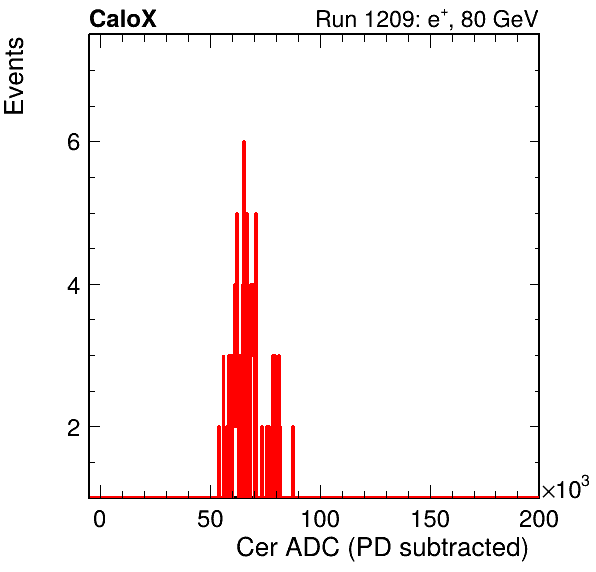 CaloX Run 1209: e⁺, 80 GeV
Events
6
4
2
0 50 100 150 200
×10³
Cer ADC (PD subtracted)